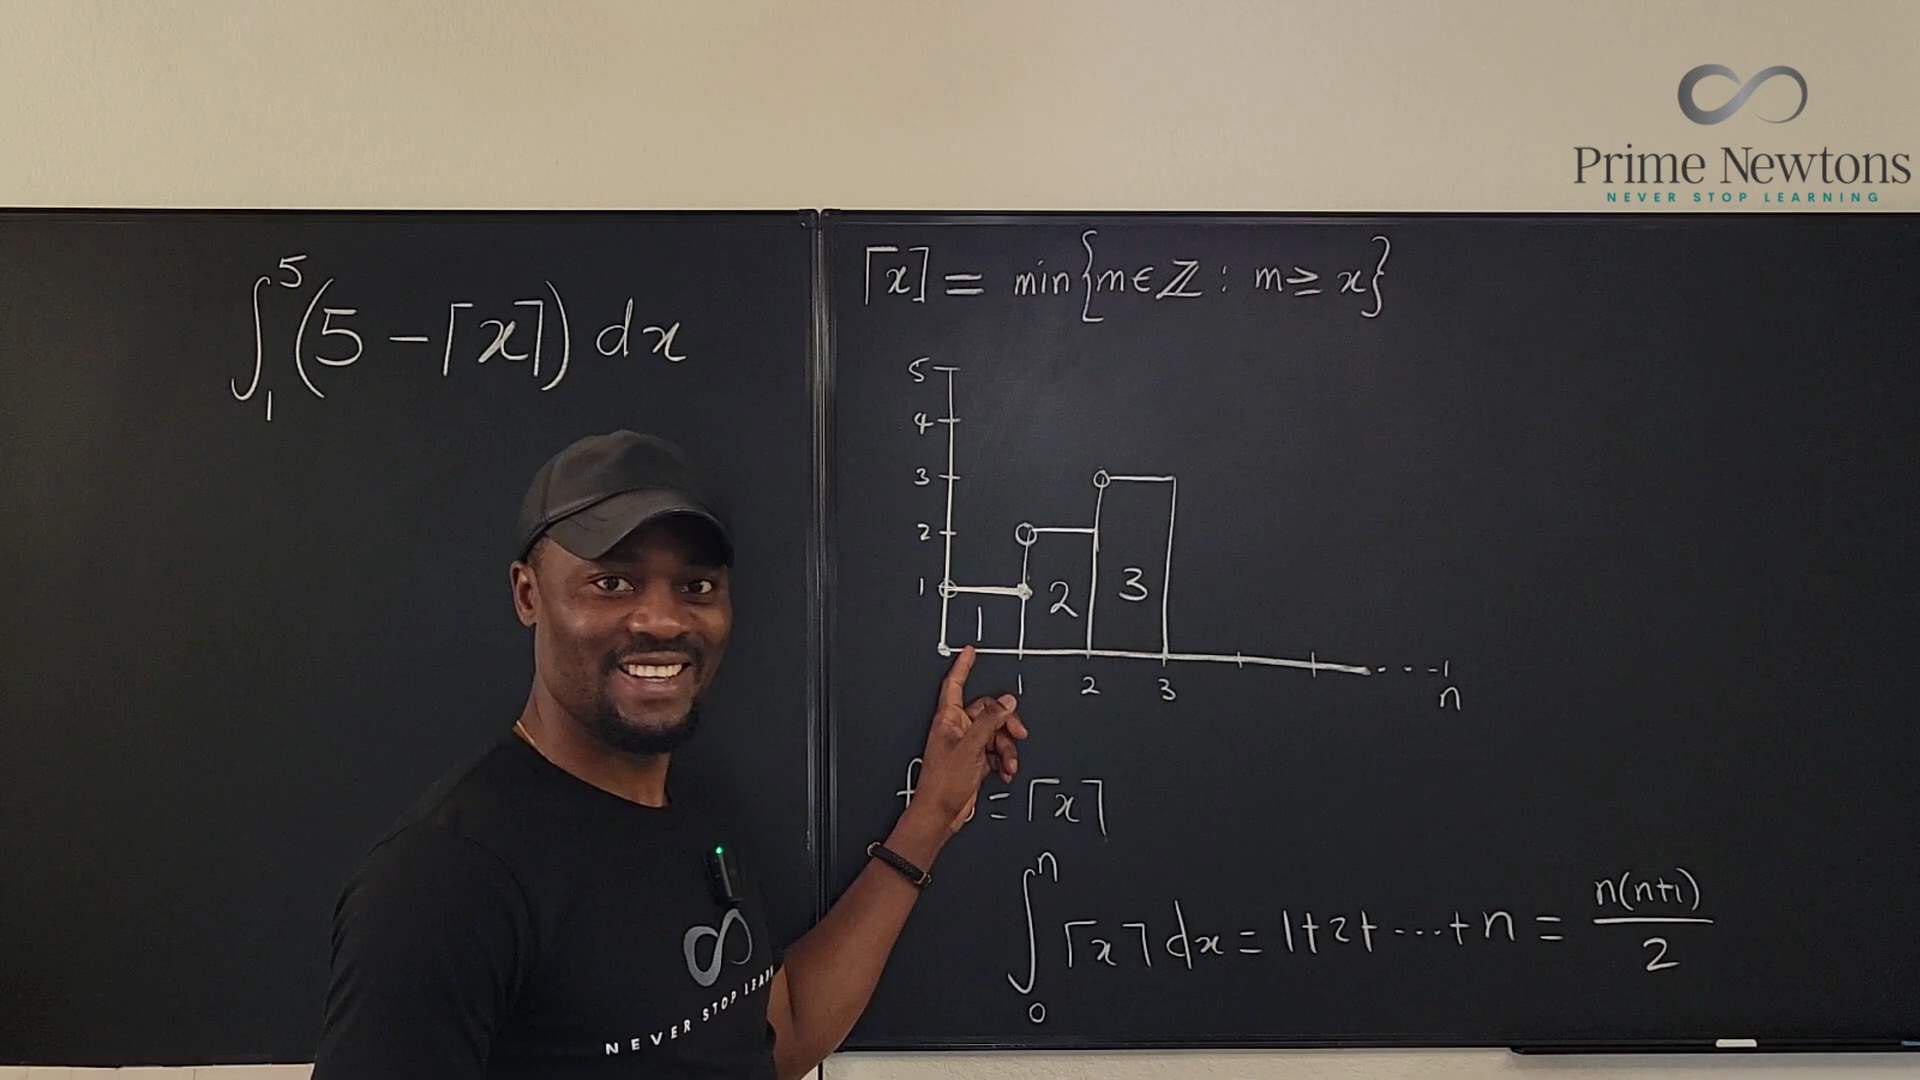 Prime Newtons
NEVER STOP LEARNING
∫₁⁵(5 - ⌈x⌉) dx
⌈x⌉ = min{m∈ℤ : m ≥ x}
5
4
3
2
1
1 2 3
1 2 3 n
= ⌈x⌉
∫₀ⁿ ⌈x⌉ dx = 1+2+ ... + n = n(n+1)/2
NEVER STOP